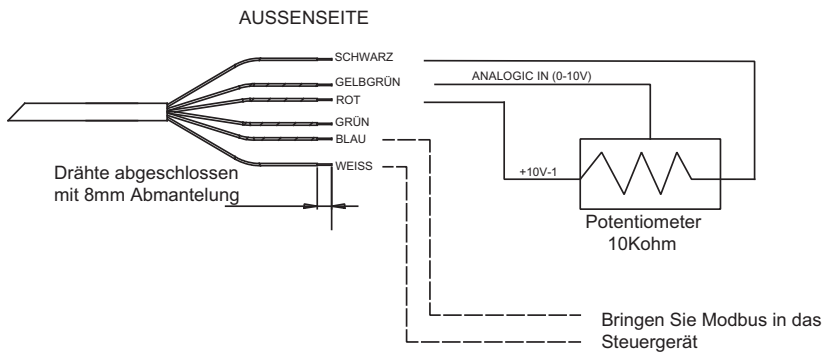 AUSSENSEITE
SCHWARZ
GELBGRÜN
ANALOGIC IN (0-10V)
ROT
GRÜN
BLAU
WEISS
+10V-1
Drähte abgeschlossen
mit 8mm Abmantelung
Potentiometer
10Kohm
Bringen Sie Modbus in das
Steuergerät